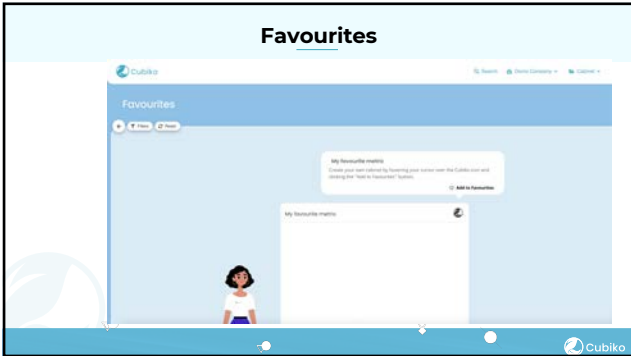 Favourites
Cubiko
Search
Demo Company
Cabinet
Favourites
Filters
Reset
My favourite metric
Create your own cabinet by hovering your cursor over the Cubiko icon and
clicking the "Add to Favourites" button.
Add to Favourites
My favourite metric
Cubiko